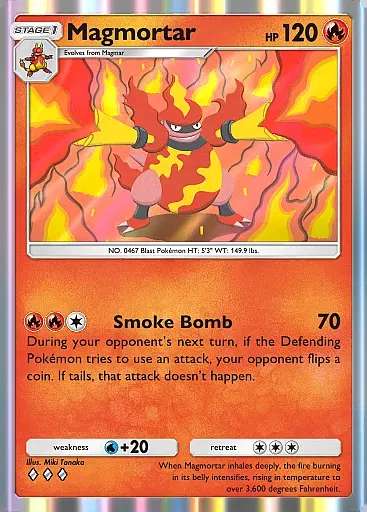 STAGE 1
Magmortar
HP 120
Evolves from Magmar
NO. 0467 Blast Pokémon HT: 5'3" WT: 149.9 lbs.
Smoke Bomb 70
During your opponent's next turn, if the Defending
Pokémon tries to use an attack, your opponent flips a
coin. If tails, that attack doesn't happen.
weakness +20 retreat
Illus. Miki Tanaka
When Magmortar inhales deeply, the fire burning
in its belly intensifies, rising in temperature to
over 3,600 degrees Fahrenheit.